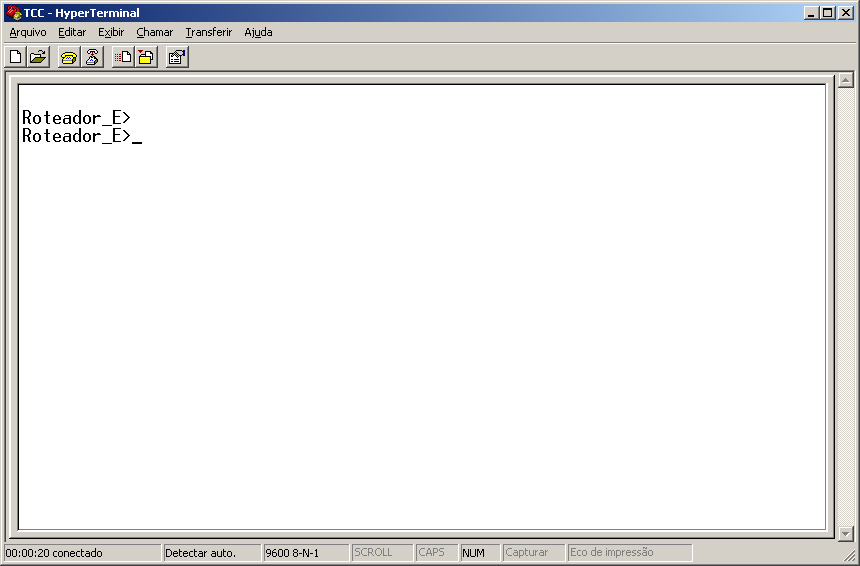 TCC - HyperTerminal
Arquivo Editar Exibir Chamar Transferir Ajuda
Roteador_E>
Roteador_E>_
00:00:20 conectado Detectar auto. 9600 8-N-1 SCROLL CAPS NUM Capturar Eco de impressão